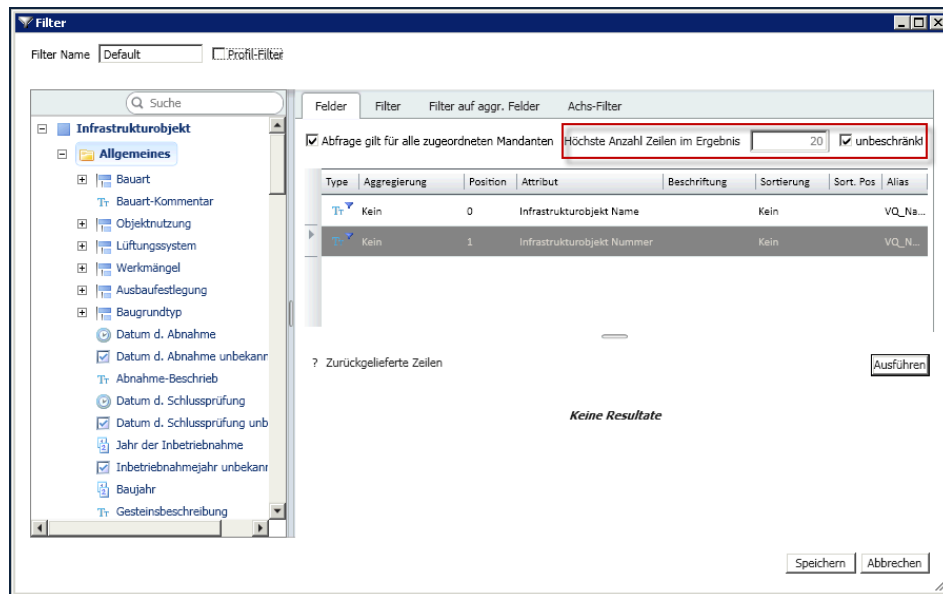 Filter
Filter Name Default Profil-Filter
Suche
Infrastrukturobjekt
Allgemeines
Bauart
Bauart-Kommentar
Objektnutzung
Lüftungssystem
Werkmängel
Ausbaufestlegung
Baugrundtyp
Datum d. Abnahme
Datum d. Abnahme unbekanr
Abnahme-Beschrieb
Datum d. Schlussprüfung
Datum d. Schlussprüfung unb
Jahr der Inbetriebnahme
Inbetriebnahmejahr unbekanr
Baujahr
Gesteinsbeschreibung
Felder Filter Filter auf aggr. Felder Achs-Filter
Abfrage gilt für alle zugeordneten Mandanten Höchste Anzahl Zeilen im Ergebnis 20 unbeschränkt
Type Aggregierung Position Attribut Beschriftung Sortierung Sort. Pos Alias
Kein 0 Infrastrukturobjekt Name Kein VQ_Na...
Kein 1 Infrastrukturobjekt Nummer Kein VQ_N...
? Zurückgelieferte Zeilen Ausführen
Keine Resultate
Speichern Abbrechen